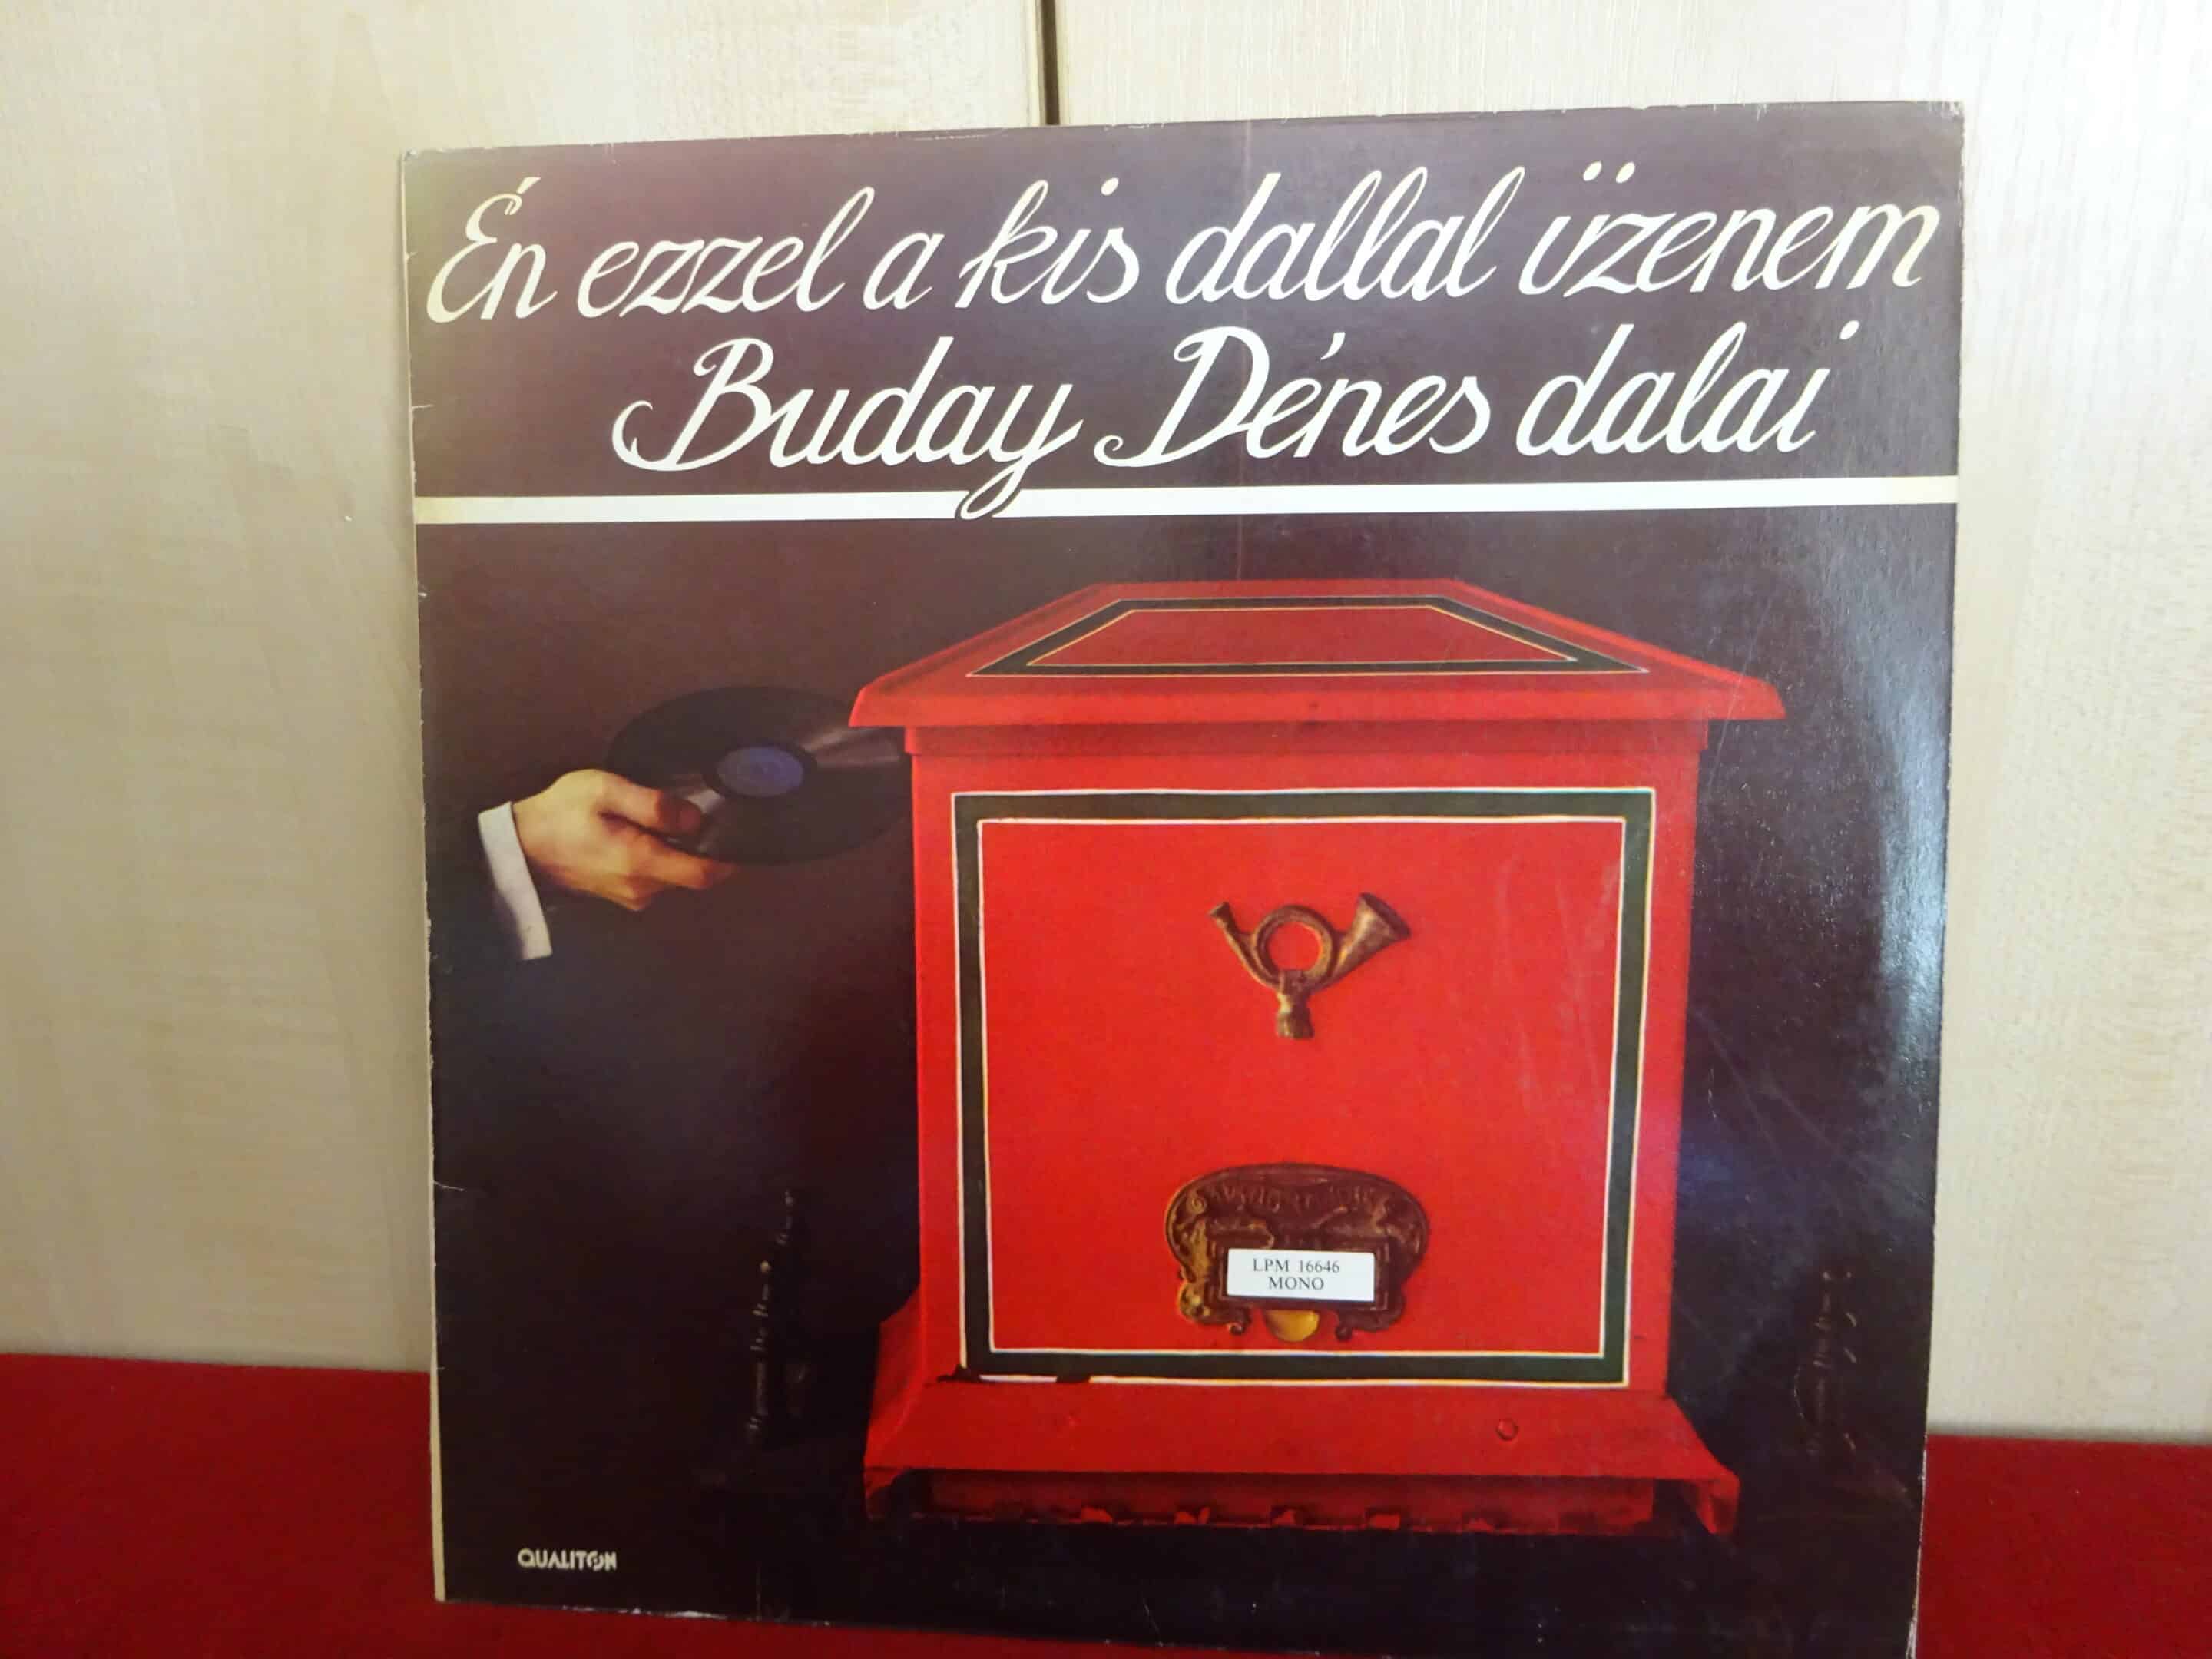 Én ezzel a kis dallal üzenem
Buday Dénes dalai
LPM 16646
MONO
QUALITON